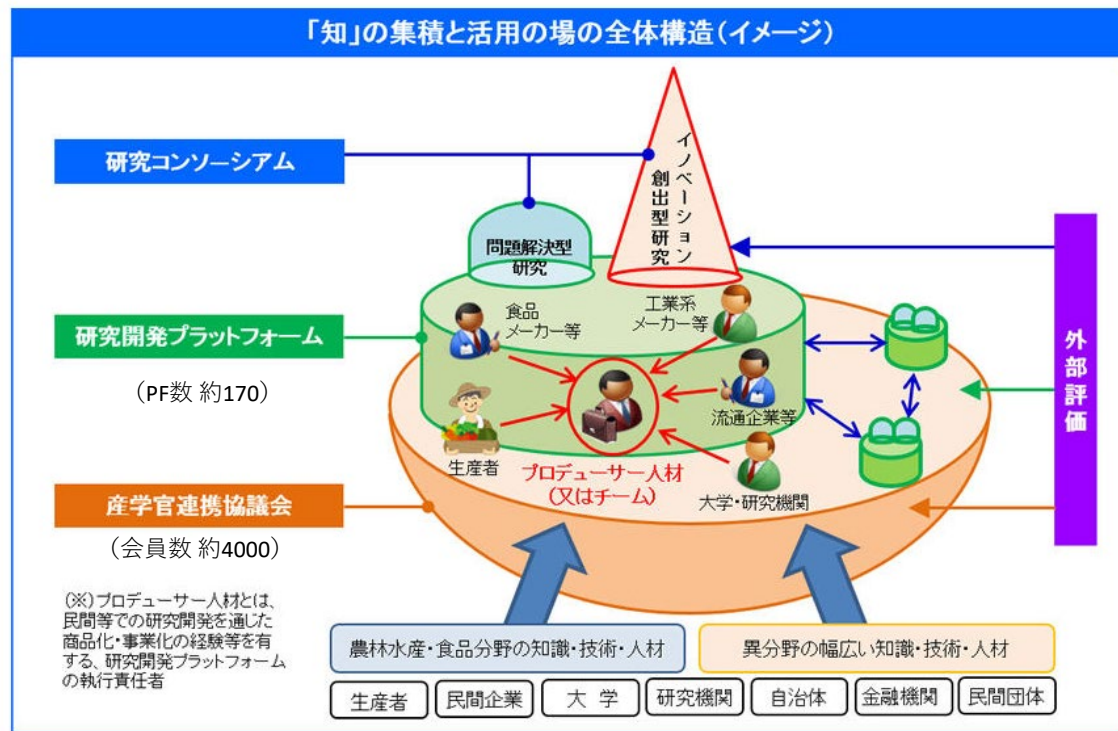 「知」の集積と活用の場の全体構造(イメージ)
研究コンソーシアム
イノベーション
創出型研究
問題解決型
研究
食品
メーカー等
工業系
メーカー等
研究開発プラットフォーム
(PF数 約170)
流通企業等
生産者
プロデューサー人材
(又はチーム)
大学・研究機関
外部評価
産学官連携協議会
(会員数 約4000)
(※)プロデューサー人材とは、
民間等での研究開発を通じた
商品化・事業化の経験等を有
する、研究開発プラットフォーム
の執行責任者
農林水産・食品分野の知識・技術・人材
異分野の幅広い知識・技術・人材
生産者
民間企業
大 学
研究機関
自治体
金融機関
民間団体